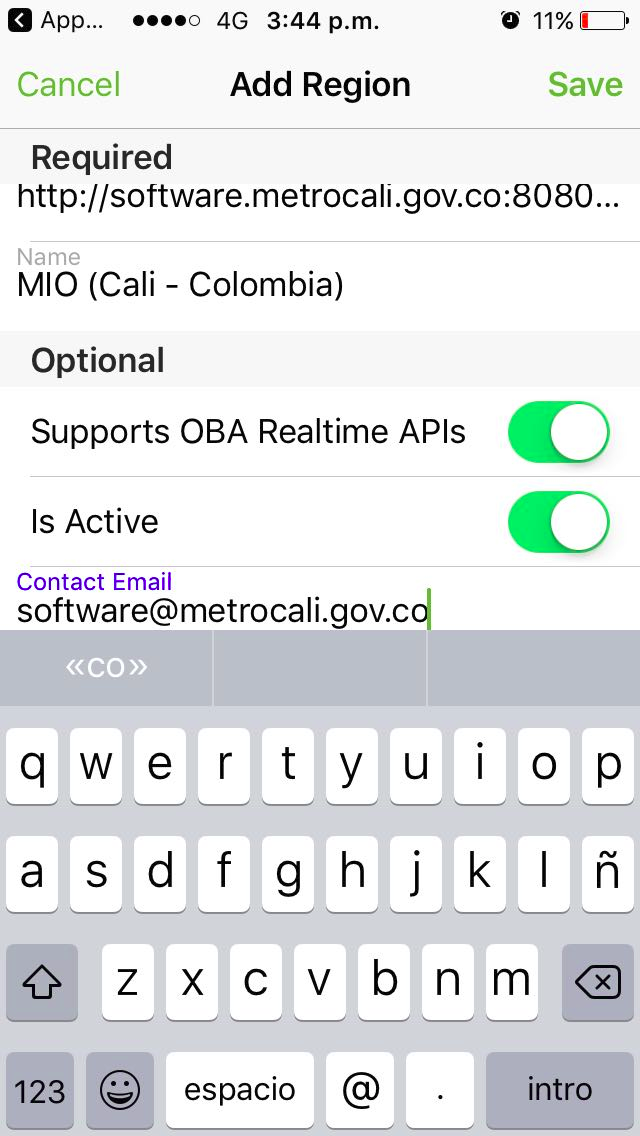 App... 4G 3:44 p.m. 11%
Cancel Add Region Save
Required
http://software.metrocali.gov.co:8080...
Name
MIO (Cali - Colombia)
Optional
Supports OBA Realtime APIs
Is Active
Contact Email
software@metrocali.gov.co
«co»
q w e r t y u i o p
a s d f g h j k l ñ
z x c v b n m
123 espacio @ . intro